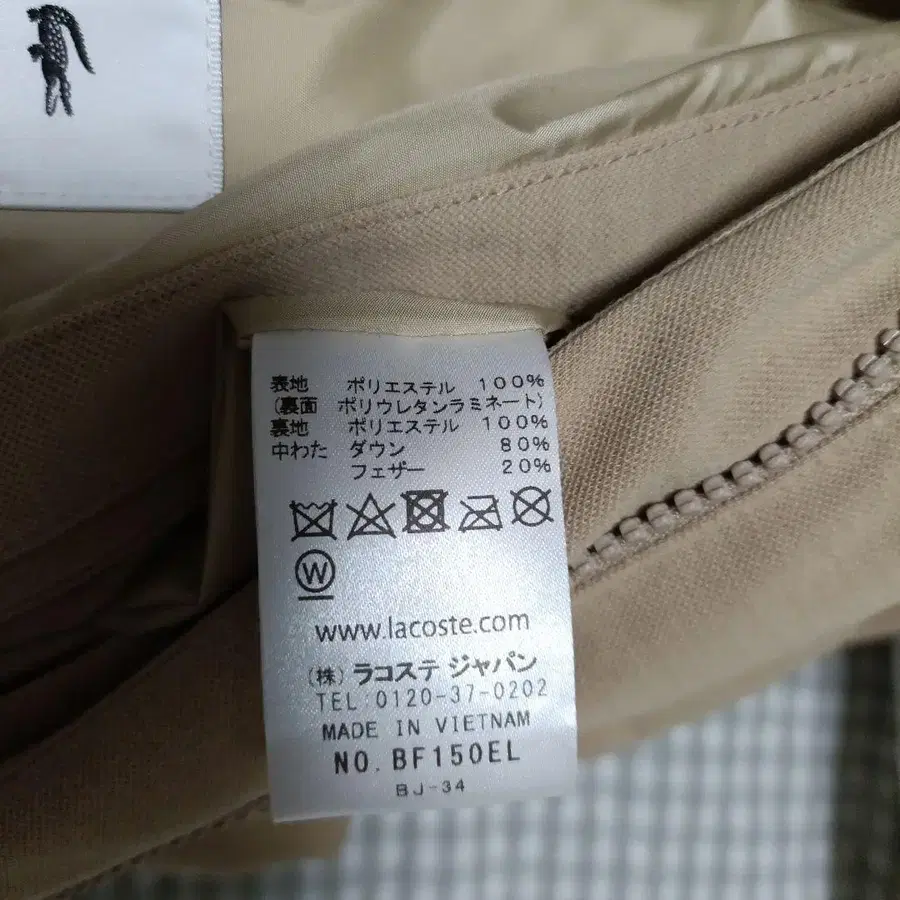 表地 ポリエステル 100%
(裏面 ポリウレタンラミネート)
裏地 ポリエステル 100%
中わた ダウン 80%
フェザー 20%
W
www.lacoste.com
(株) ラコステ ジャパン
TEL:0120-37-0202
MADE IN VIETNAM
NO. BF150EL
BJ-34